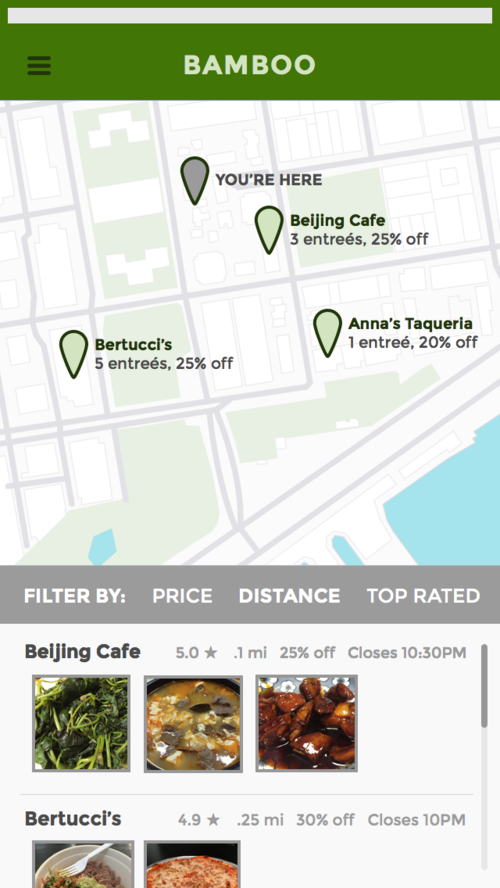 BAMBOO
YOU'RE HERE
Beijing Cafe
3 entreés, 25% off
Anna's Taqueria
1 entreé, 20% off
Bertucci's
5 entreés, 25% off
FILTER BY: PRICE DISTANCE TOP RATED
Beijing Cafe 5.0 ★ .1 mi 25% off Closes 10:30PM
Bertucci's 4.9 ★ .25 mi 30% off Closes 10PM